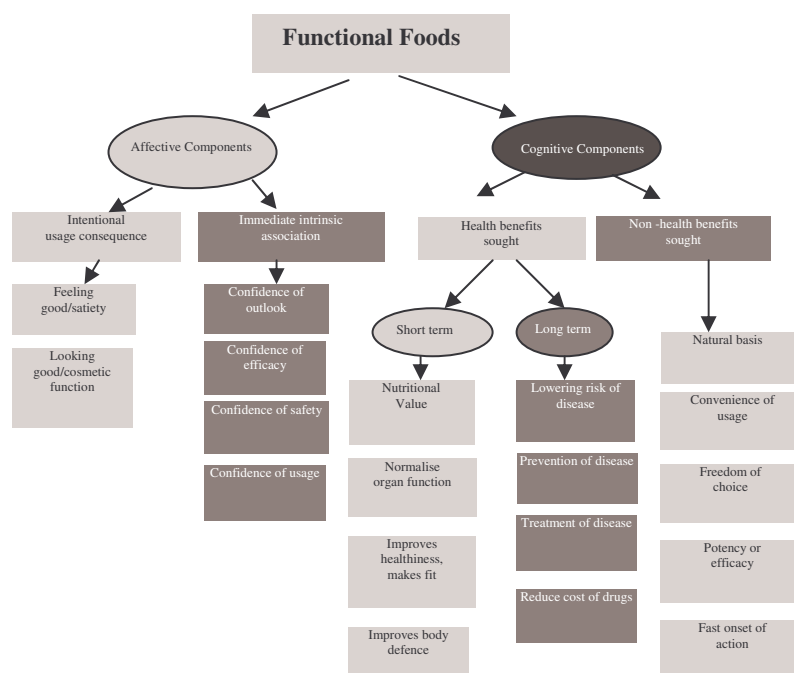 Functional Foods
Affective Components
Cognitive Components
Intentional
usage consequence
Immediate intrinsic
association
Health benefits
sought
Non -health benefits
sought
Feeling
good/satiety
Looking
good/cosmetic
function
Confidence of
outlook
Confidence of
efficacy
Confidence of safety
Confidence of usage
Short term
Long term
Nutritional
Value
Normalise
organ function
Improves
healthiness,
makes fit
Improves body
defence
Lowering risk of
disease
Prevention of disease
Treatment of disease
Reduce cost of drugs
Natural basis
Convenience of
usage
Freedom of
choice
Potency or
efficacy
Fast onset of
action